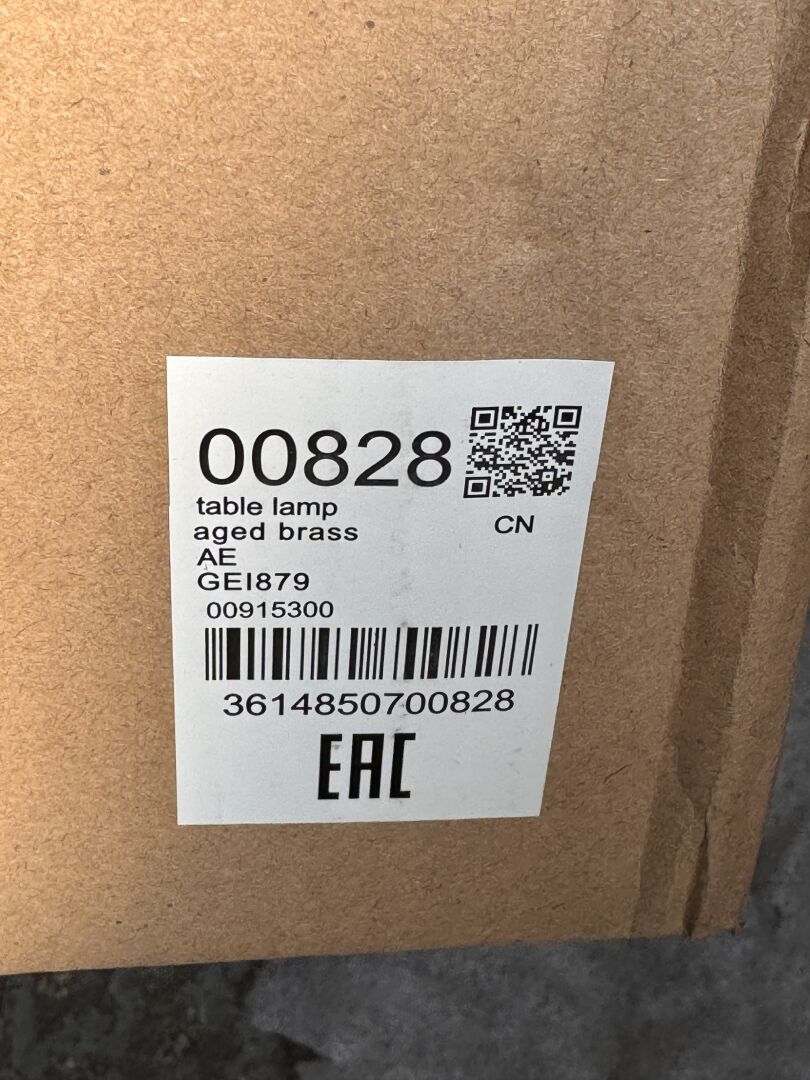 00828
CN
table lamp
aged brass
AE
GEI879
00915300
3614850700828
EAC